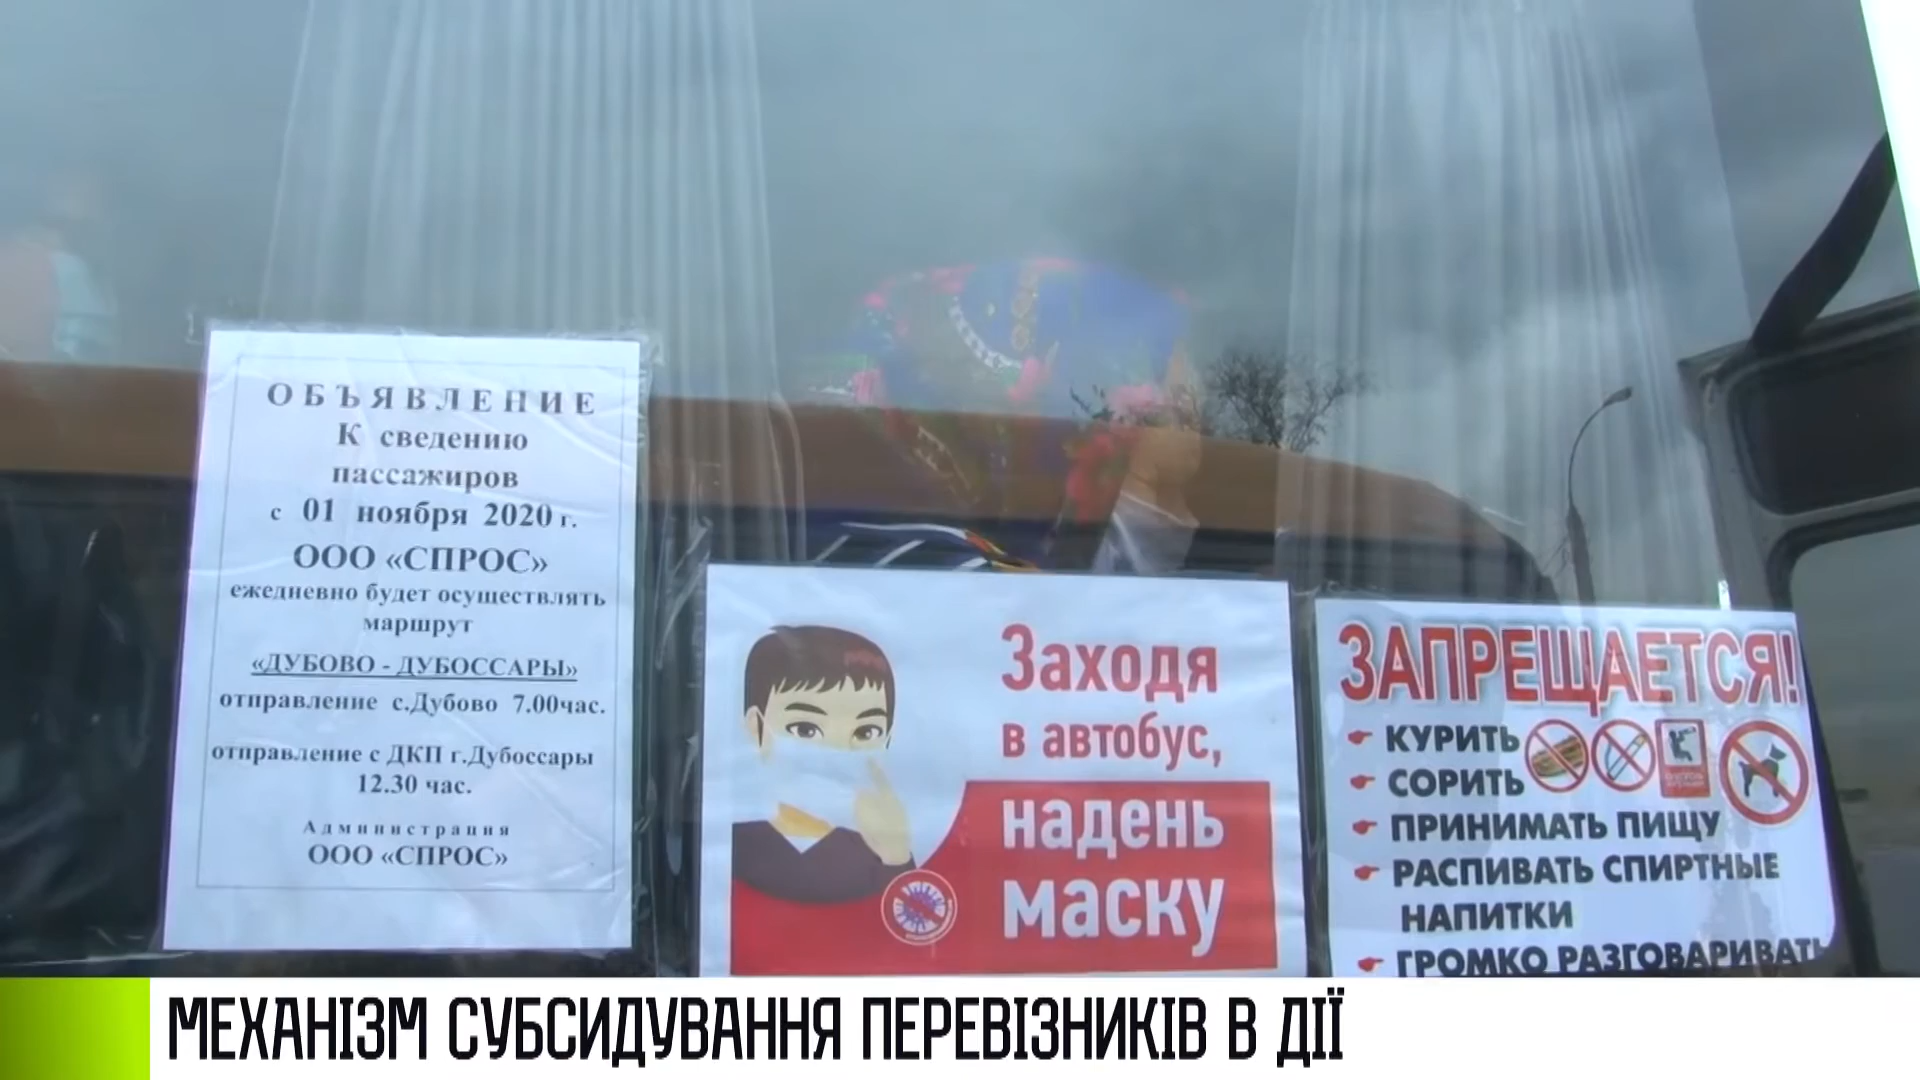 ОБЪЯВЛЕНИЕ
К сведению
пассажиров
с 01 ноября 2020 г.
ООО «СПРОС»
ежедневно будет осуществлять
маршрут
«ДУБОВО - ДУБОССАРЫ»
отправление с.Дубово 7.00час.
отправление с ДКП г.Дубоссары
12.30 час.
Администрация
ООО «СПРОС»
Заходя
в автобус,
надень
маску
ЗАПРЕЩАЕТСЯ!
КУРИТЬ
СОРИТЬ
ПРИНИМАТЬ ПИЩУ
РАСПИВАТЬ СПИРТНЫЕ
НАПИТКИ
ГРОМКО РАЗГОВАРИВАТЬ
МЕХАНІЗМ СУБСИДУВАННЯ ПЕРЕВІЗНИКІВ В ДІЇ